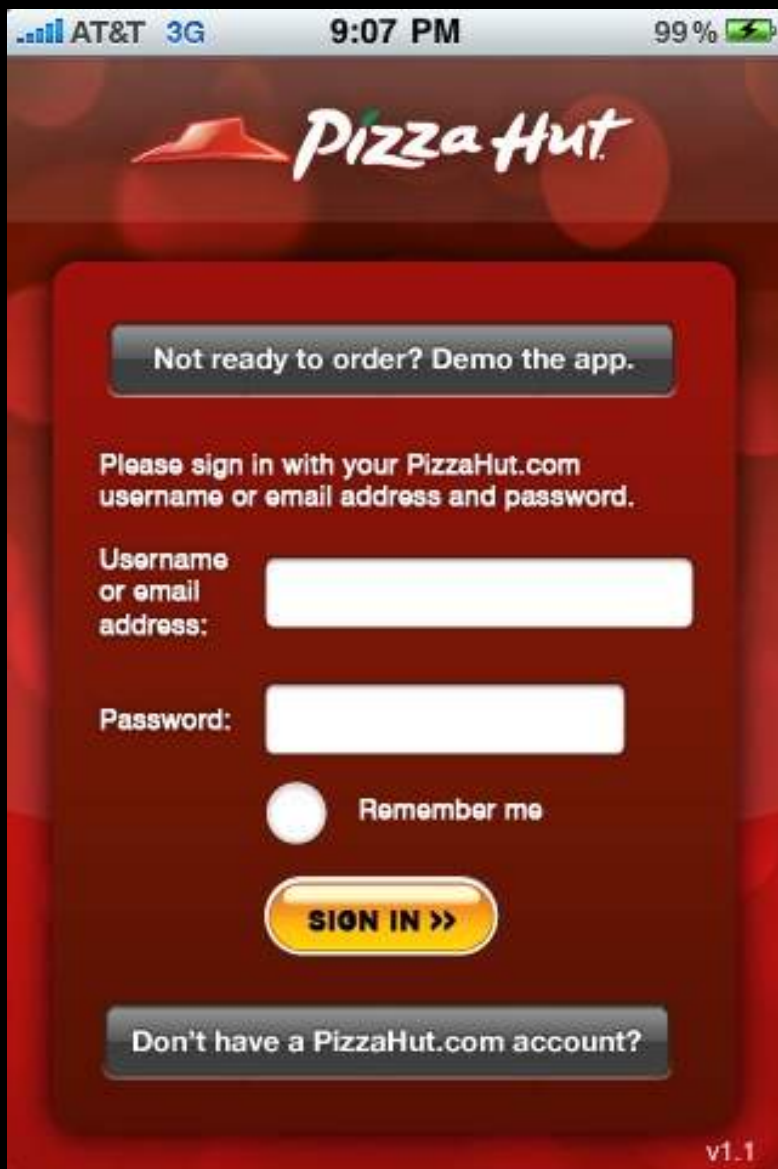 AT&T 3G 9:07 PM 99%
Pizza Hut
Not ready to order? Demo the app.
Please sign in with your PizzaHut.com
username or email address and password.
Username
or email
address:
Password:
Remember me
SIGN IN >>
Don't have a PizzaHut.com account?
v1.1